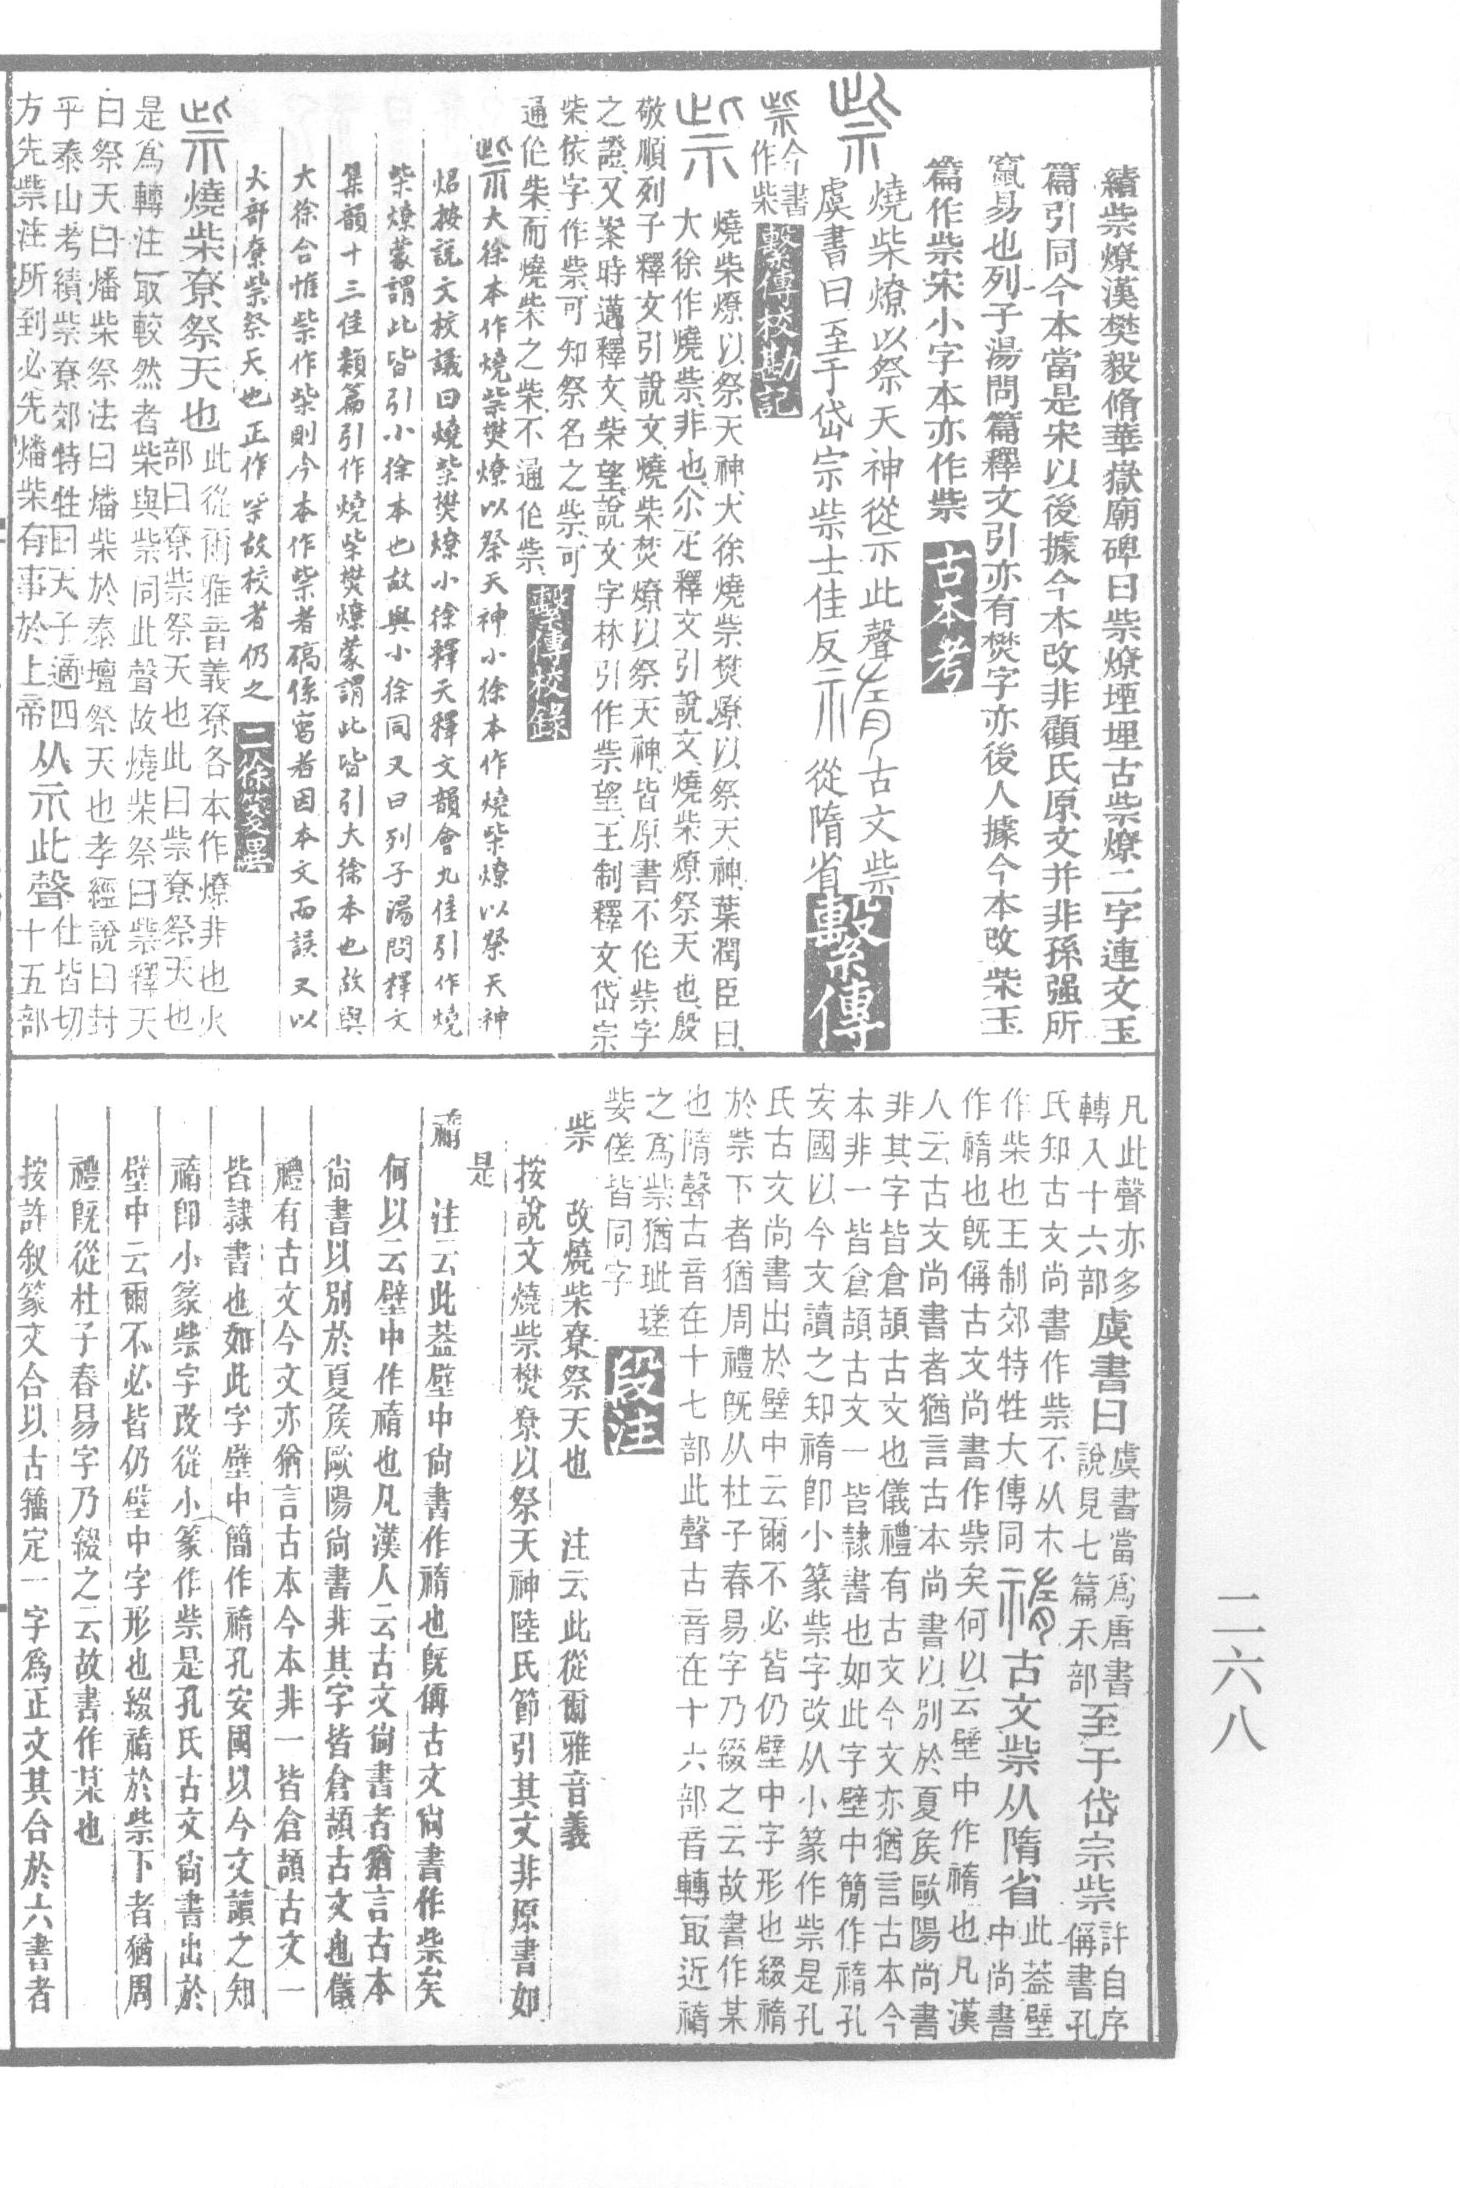 績柴燎漢樊毅脩華嶽廟碑曰柴燎堙埋古柴燎二字連文玉
篇引同今本當是宋以後據今本改非顧氏原文并非孫强所
竄易也列子湯問篇釋文引亦有焚字亦後人據今本改柴玉
篇作祡宋小字本亦作祡古本考
祡燒柴燎以祭天神從示此聲𥙊古文祡
虞書曰至于岱宗祡士佳反從隋省繫傳
祡今書
作柴繫傳校勘記
祡燒柴燎以祭天神大徐燒祡樊燎以祭天神葉潤臣曰
大徐作燒祡非也尒疋釋文引說文燒柴燎祭天也殷
敬順列子釋文引說文燒柴焚燎以祭天神皆原書不作祡字
之證又案時邁釋文柴望說文字林引作祡望王制釋文岱宗
柴依字作祡可知祭名之祡可
通作柴而燒柴之柴不通作祡繫傳校錄
祡大徐本作燒祡樊燎以祭天神小徐本作燒柴燎以祭天神
炤按說文校議曰燒祡樊燎小徐釋天釋文韻會九佳引作燒
柴燎蒙謂此皆引小徐本也故與小徐同又曰列子湯問釋文
集韻十三佳類篇引作燒柴樊燎蒙謂此皆引大徐本也故與
大徐合惟祡作柴則今本作祡者碻係寫者因本文而誤又以
火部尞祡祭天也正作祡故校者仍之二徐箋異
祡燒柴尞祭天也此從爾雅音義尞各本作燎非也火
部曰尞祡祭天也此曰祡尞祭天也
是爲轉注冣較然者柴與祡同此聲故燒柴祭曰祡釋天
曰祭天曰燔柴祭法曰燔柴於泰壇祭天也孝經說曰封
乎泰山考績祡尞郊特牲曰天子適四
方先祡注所到必先燔柴有事於上帝从示此聲仕皆切
十五部
凡此聲亦多
轉入十六部虞書曰虞書當爲唐書
說見七篇禾部至于岱宗祡許自序
偁書孔
氏知古文尚書作祡不从木
作柴也王制郊特牲大傳同𥙊古文祡从隋省此葢壁
中尚書
作䄝也旣偁古文尚書作祡矣何以云壁中作䄝也凡漢
人云古文尚書者猶言古本尚書以別於夏矦歐陽尚書
非其字皆倉頡古文也儀禮有古文今文亦猶言古本今
本非一皆倉頡古文一皆隸書也如此字壁中簡作䄝孔
安國以今文讀之知䄝卽小篆祡字改从小篆作祡是孔
氏古文尚書出於壁中云爾不必皆仍壁中字形也綴䄝
於祡下者猶周禮旣从杜子春易字乃綴之云故書作某
也隋聲古音在十七部此聲古音在十六部音轉冣近䄝
之爲祡猶玼瑳
姕傞皆同字段注
祡　改燒柴尞祭天也　注云此從爾雅音義
按說文燒祡樊尞以祭天神陸氏節引其文非原書如
是
䄝　注云此葢壁中尚書作䄝也旣偁古文尚書作祡矣
何以云壁中作䄝也凡漢人云古文尚書者猶言古本
尚書以別於夏矦歐陽尚書非其字皆倉頡古文也儀
禮有古文今文亦猶言古本今本非一皆倉頡古文一
皆隸書也如此字壁中簡作䄝孔安國以今文讀之知
䄝卽小篆祡字改從小篆作祡是孔氏古文尚書出於
壁中云爾不必皆仍壁中字形也綴䄝於祡下者猶周
禮旣從杜子春易字乃綴之云故書作某也
按許敘篆文合以古籒定一字爲正文其合於六書者
二六八